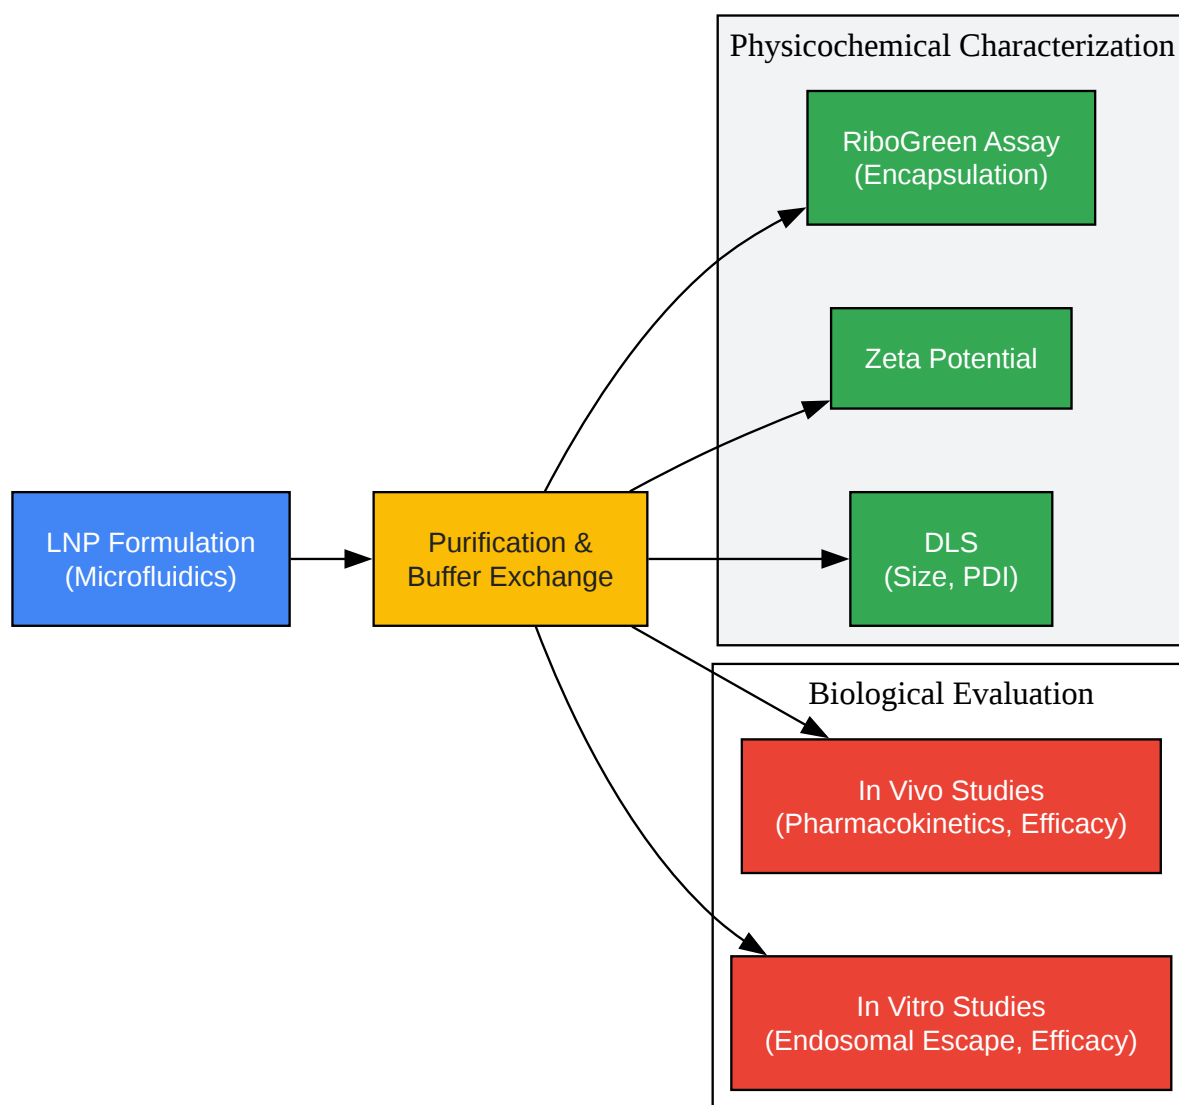 Physicochemical Characterization
RiboGreen Assay
(Encapsulation)
Zeta Potential
LNP Formulation
(Microfluidics)
Purification &
Buffer Exchange
DLS
(Size, PDI)
Biological Evaluation
In Vivo Studies
(Pharmacokinetics, Efficacy)
In Vitro Studies
(Endosomal Escape, Efficacy)